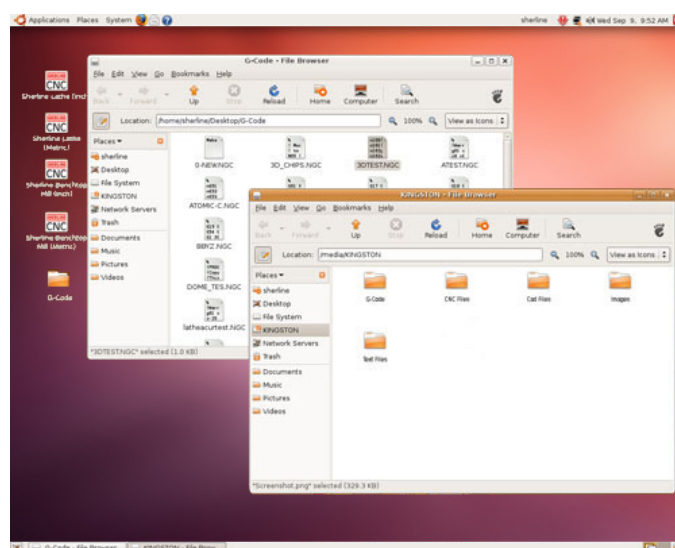 Applications Places System
sherline
Wed Sep 9, 9:52 AM
CNC
Sherline Lathe (Inch)
CNC
Sherline Lathe
(Metric)
CNC
Sherline Benchtop
Mill (Inch)
CNC
Sherline Benchtop
Mill (Metric)
G-Code
G-Code - File Browser
File Edit View Go Bookmarks Help
Back Forward Up Stop Reload Home Computer Search
Location: /home/sherline/Desktop/G-Code 100% View as Icons
Places
sherline
Desktop
File System
KINGSTON
Network Servers
Trash
Documents
Music
Pictures
Videos
0-NEW.NGC 3D_CHIPS.NGC 3DTEST.NGC ATEST.NGC
ATOMIC-C.NGC
BBYZ.NGC
DOME_TES.NGC
latheacurtest.NGC
"3DTEST.NGC" selected (1.0 KB)
KINGSTON - File Browser
File Edit View Go Bookmarks Help
Back Forward Up Stop Reload Home Computer Search
Location: /media/KINGSTON 100% View as Icons
Places
sherline
Desktop
File System
KINGSTON
Network Servers
Trash
Documents
Music
Pictures
Videos
G-Code CNC Files Cad Files Images
Text Files
"Screenshot.png" selected (329.3 KB)
G-Code - File Browser
KINGSTON - File Brow...